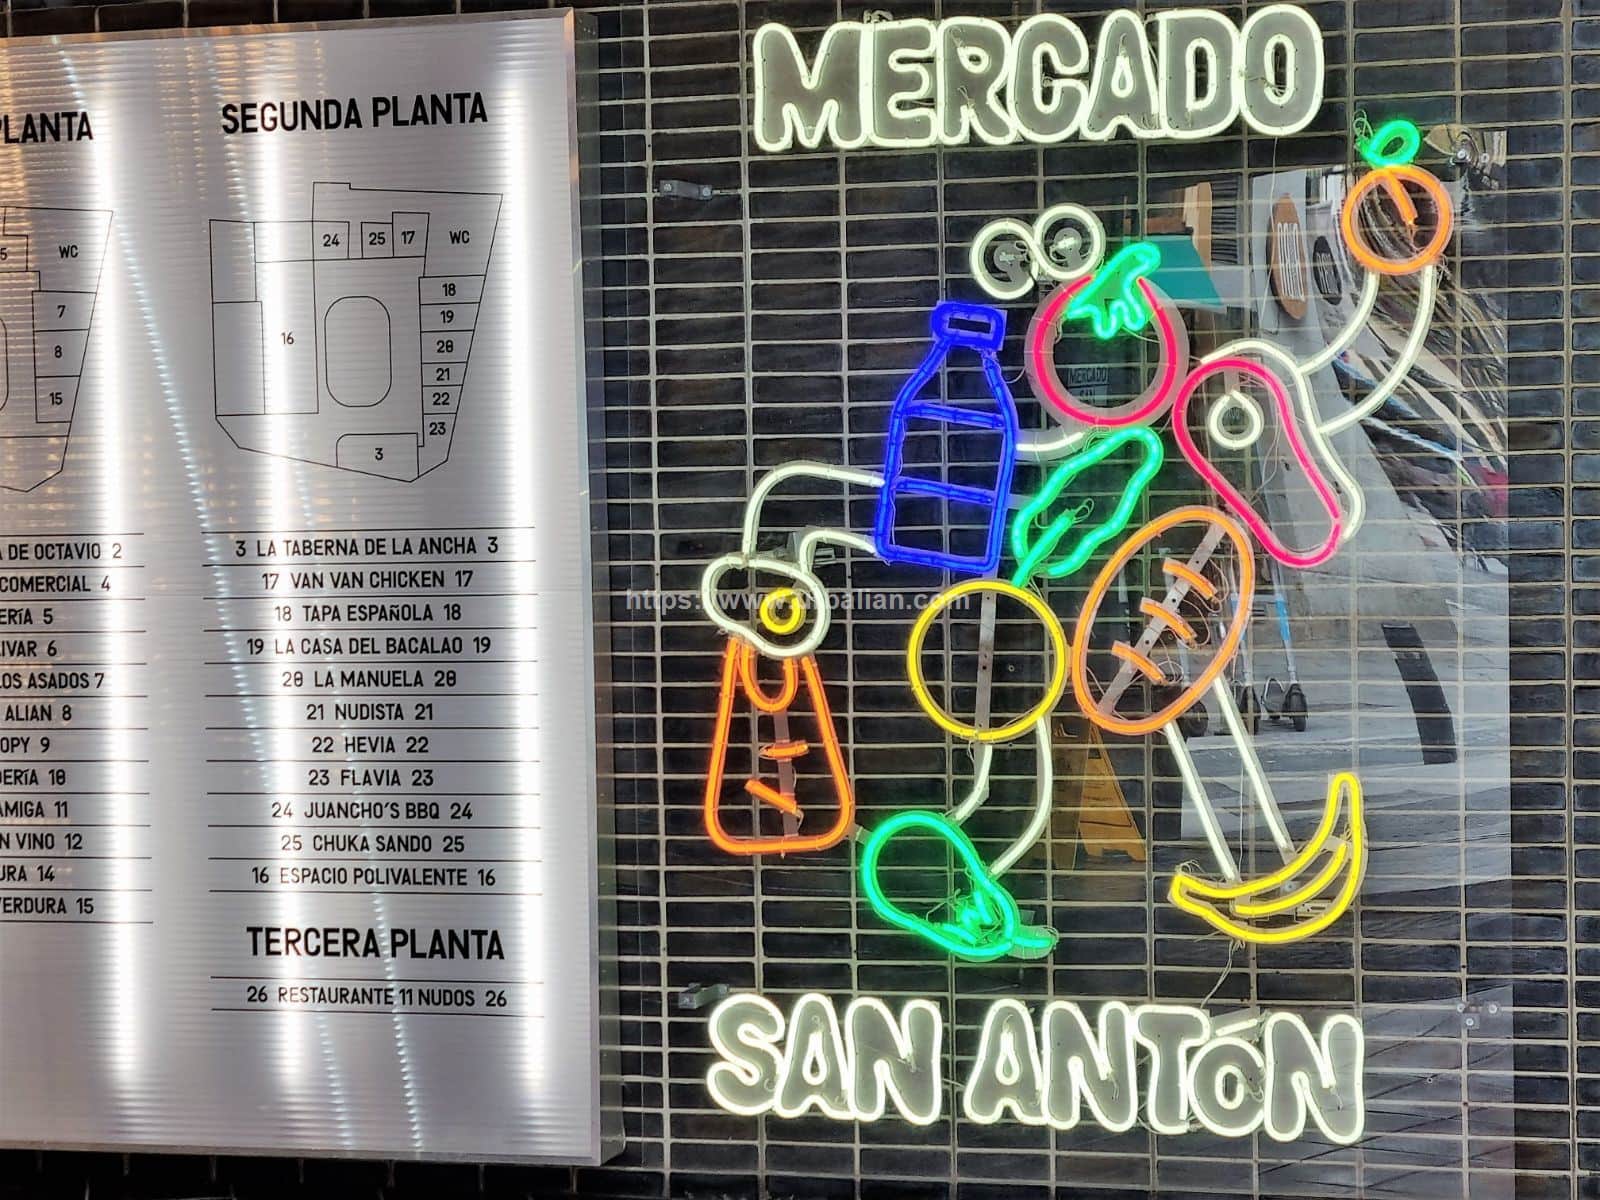 PLANTA
WC
5
7
8
15
DE OCTAVIO 2
COMERCIAL 4
ERÍA 5
IVAR 6
LOS ASADOS 7
ALIAN 8
OPY 9
DERÍA 10
AMIGA 11
N VINO 12
URA 14
VERDURA 15
SEGUNDA PLANTA
24 25 17 WC
18
19
20
21
22
23
16
3
3 LA TABERNA DE LA ANCHA 3
17 VAN VAN CHICKEN 17
18 TAPA ESPAÑOLA 18
19 LA CASA DEL BACALAO 19
20 LA MANUELA 20
21 NUDISTA 21
22 HEVIA 22
23 FLAVIA 23
24 JUANCHO'S BBQ 24
25 CHUKA SANDO 25
16 ESPACIO POLIVALENTE 16
TERCERA PLANTA
26 RESTAURANTE 11 NUDOS 26
MERCADO
MERCADO
SAN
SAN ANTÓN